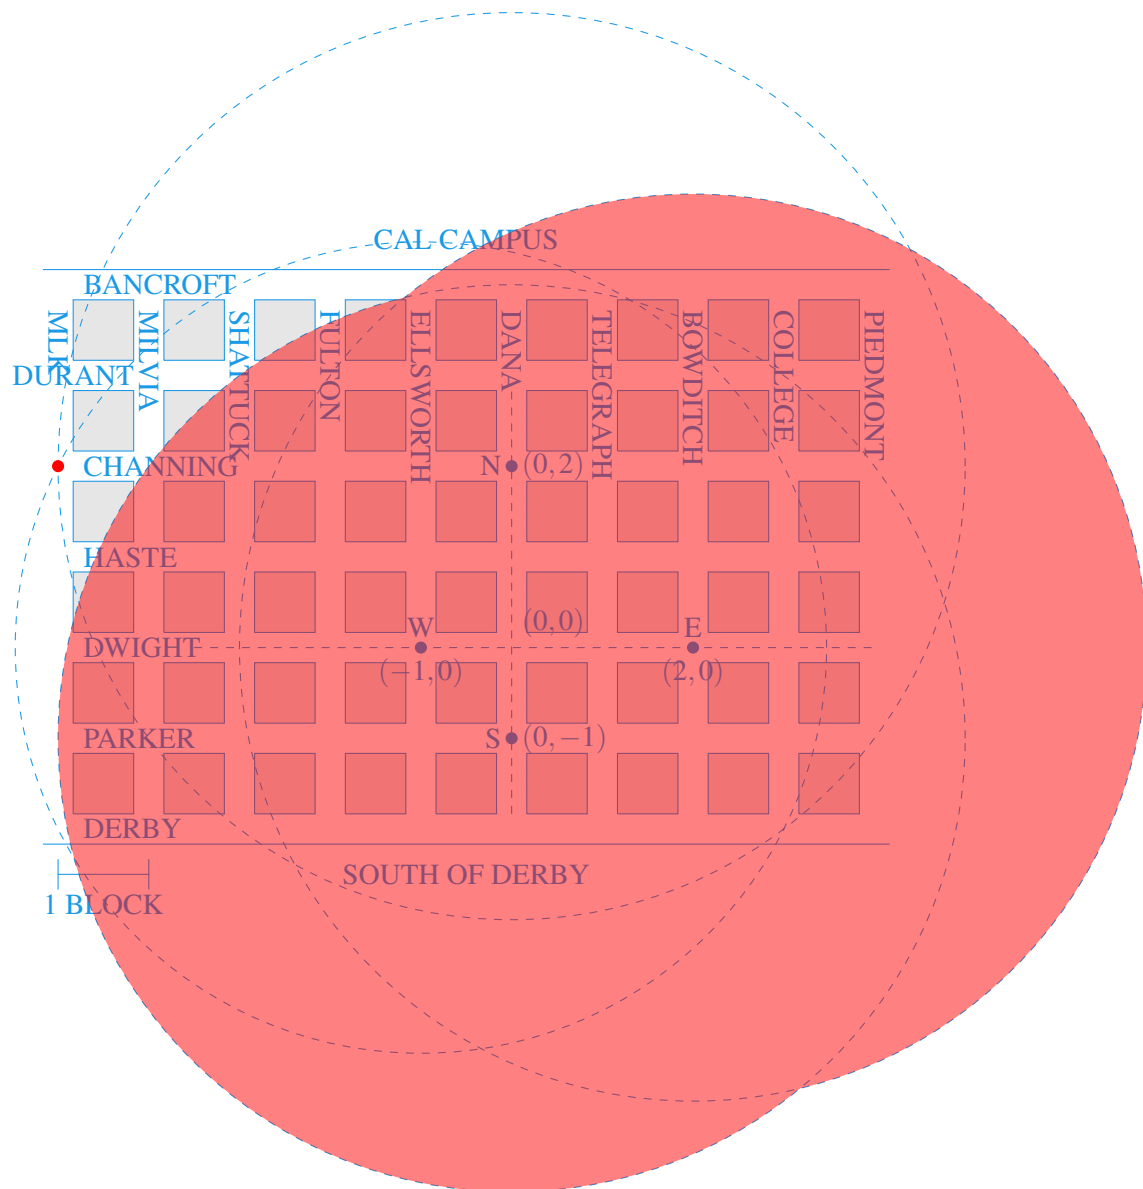 CAL CAMPUS
BANCROFT
MLK
MILVIA
SHATTUCK
FULTON
ELLSWORTH
DANA
TELEGRAPH
BOWDITCH
COLLEGE
PIEDMONT
DURANT
CHANNING
N (0,2)
HASTE
W
(0,0)
E
DWIGHT
(−1,0)
(2,0)
PARKER
S (0,−1)
DERBY
SOUTH OF DERBY
1 BLOCK